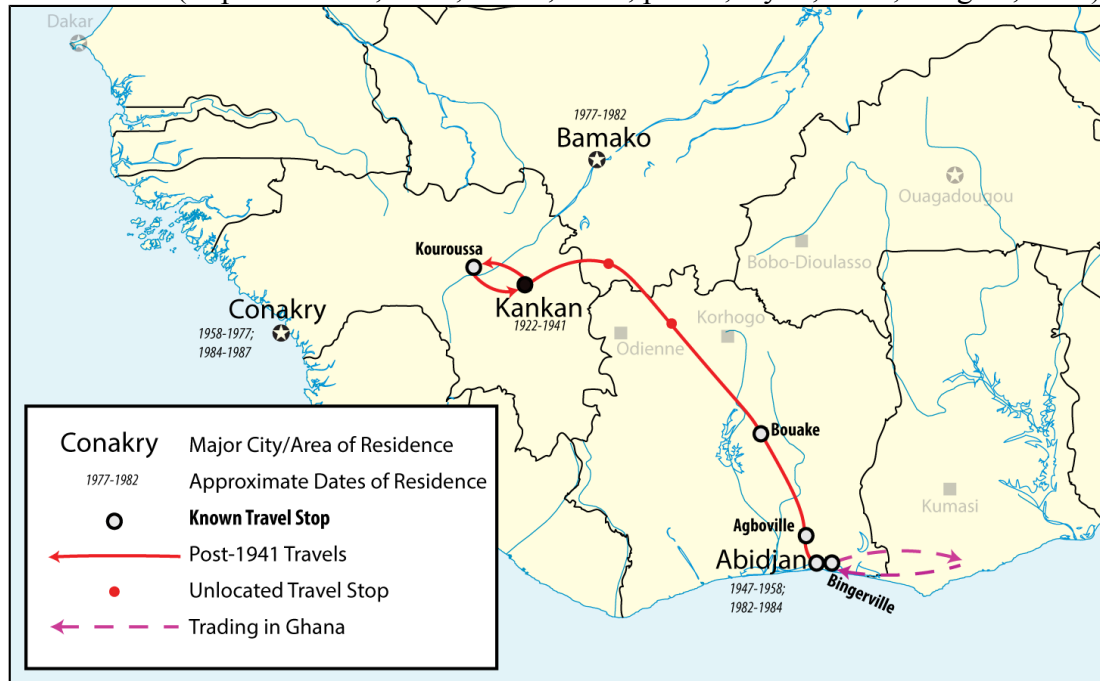 Dakar
1977-1982
Bamako
Ouagadougou
Bobo-Dioulasso
Kouroussa
Kankan
1922-1941
Conakry
1958-1977;
1984-1987
Korhogo
Odienne
Bouake
Kumasi
Agboville
Abidjan
Bingerville
1947-1958;
1982-1984
Conakry Major City/Area of Residence
1977-1982 Approximate Dates of Residence
Known Travel Stop
Post-1941 Travels
Unlocated Travel Stop
Trading in Ghana